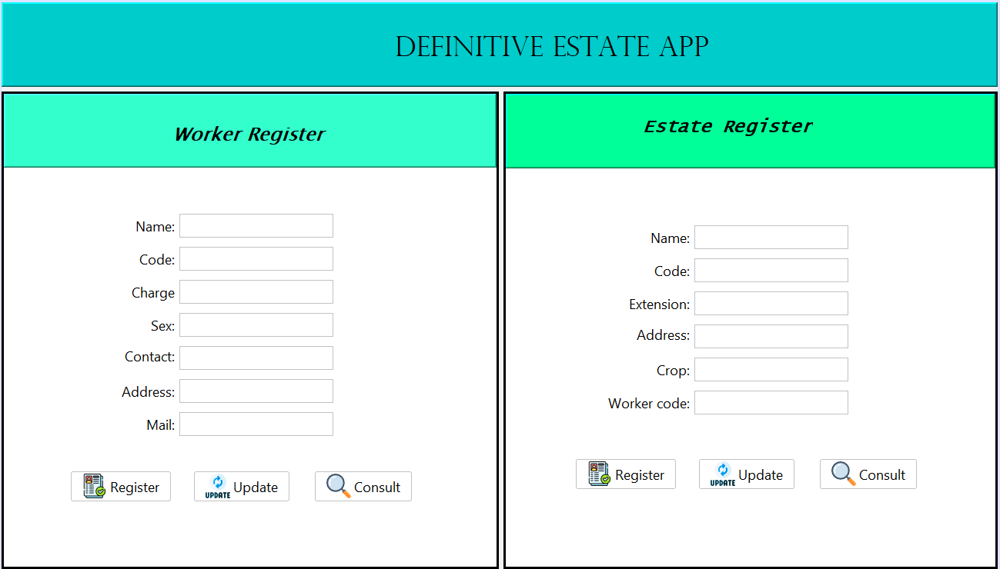 DEFINITIVE ESTATE APP
Worker Register
Name:
Code:
Charge
Sex:
Contact:
Address:
Mail:
Register
UPDATE Update
Consult
Estate Register
Name:
Code:
Extension:
Address:
Crop:
Worker code:
Register
UPDATE Update
Consult